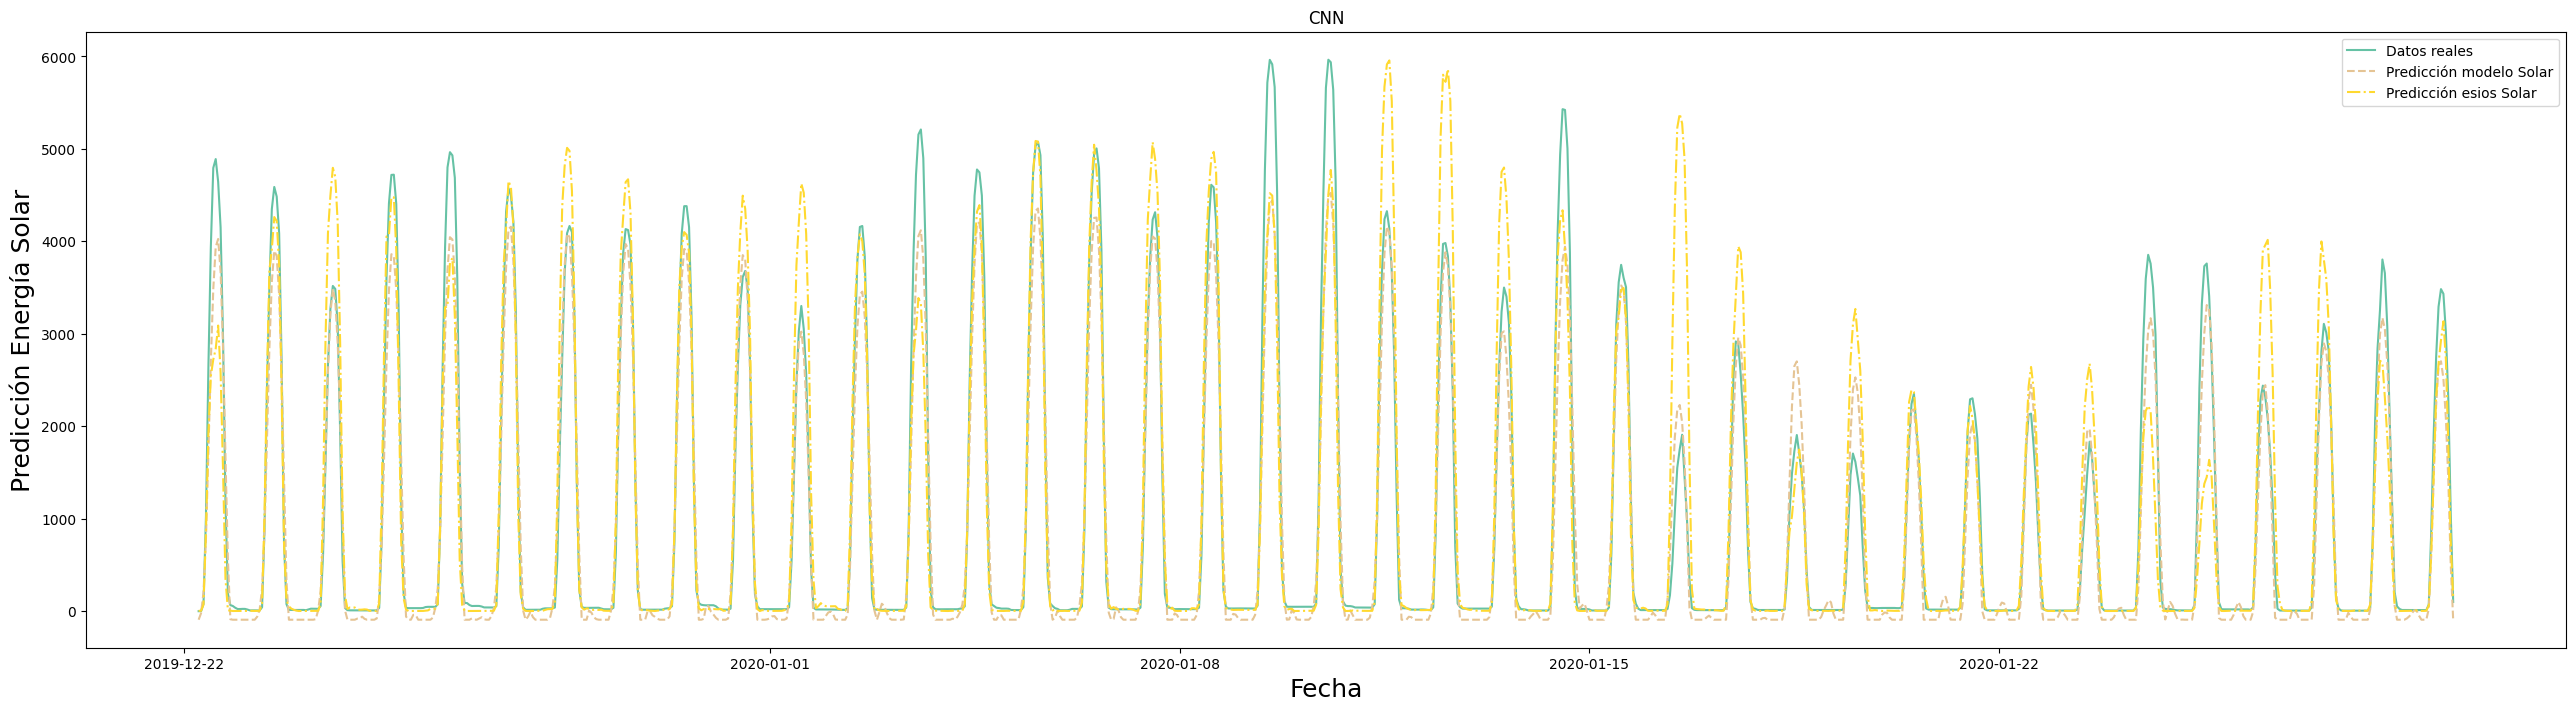 CNN
Datos reales
Predicción modelo Solar
Predicción esios Solar
Predicción Energía Solar
6000
5000
4000
3000
2000
1000
0
2019-12-22
2020-01-01
2020-01-08
2020-01-15
2020-01-22
Fecha